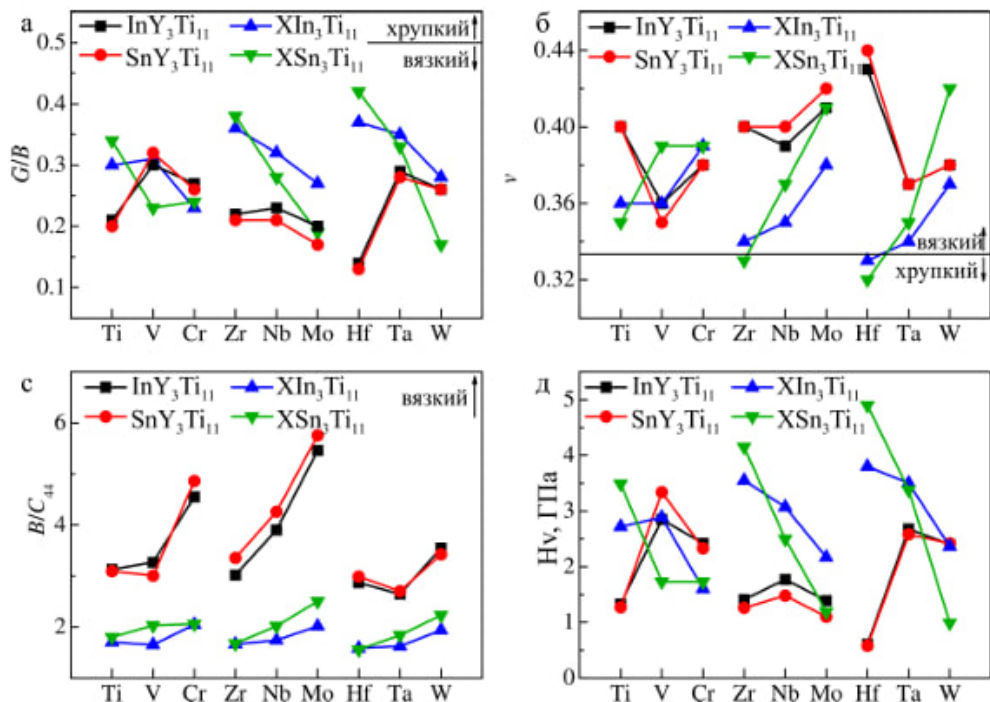 а
InY₃Ti₁₁
XIn₃Ti₁₁
SnY₃Ti₁₁
XSn₃Ti₁₁
хрупкий
вязкий
G/B
0.5
0.4
0.3
0.2
0.1
Ti V Cr Zr Nb Mo Hf Ta W
б
InY₃Ti₁₁
XIn₃Ti₁₁
SnY₃Ti₁₁
XSn₃Ti₁₁
ν
0.44
0.40
0.36
0.32
вязкий
хрупкий
Ti V Cr Zr Nb Mo Hf Ta W
с
InY₃Ti₁₁
XIn₃Ti₁₁
SnY₃Ti₁₁
XSn₃Ti₁₁
вязкий
B/C₄₄
6
4
2
Ti V Cr Zr Nb Mo Hf Ta W
д
InY₃Ti₁₁
XIn₃Ti₁₁
SnY₃Ti₁₁
XSn₃Ti₁₁
Hv, ГПа
5
4
3
2
1
0
Ti V Cr Zr Nb Mo Hf Ta W